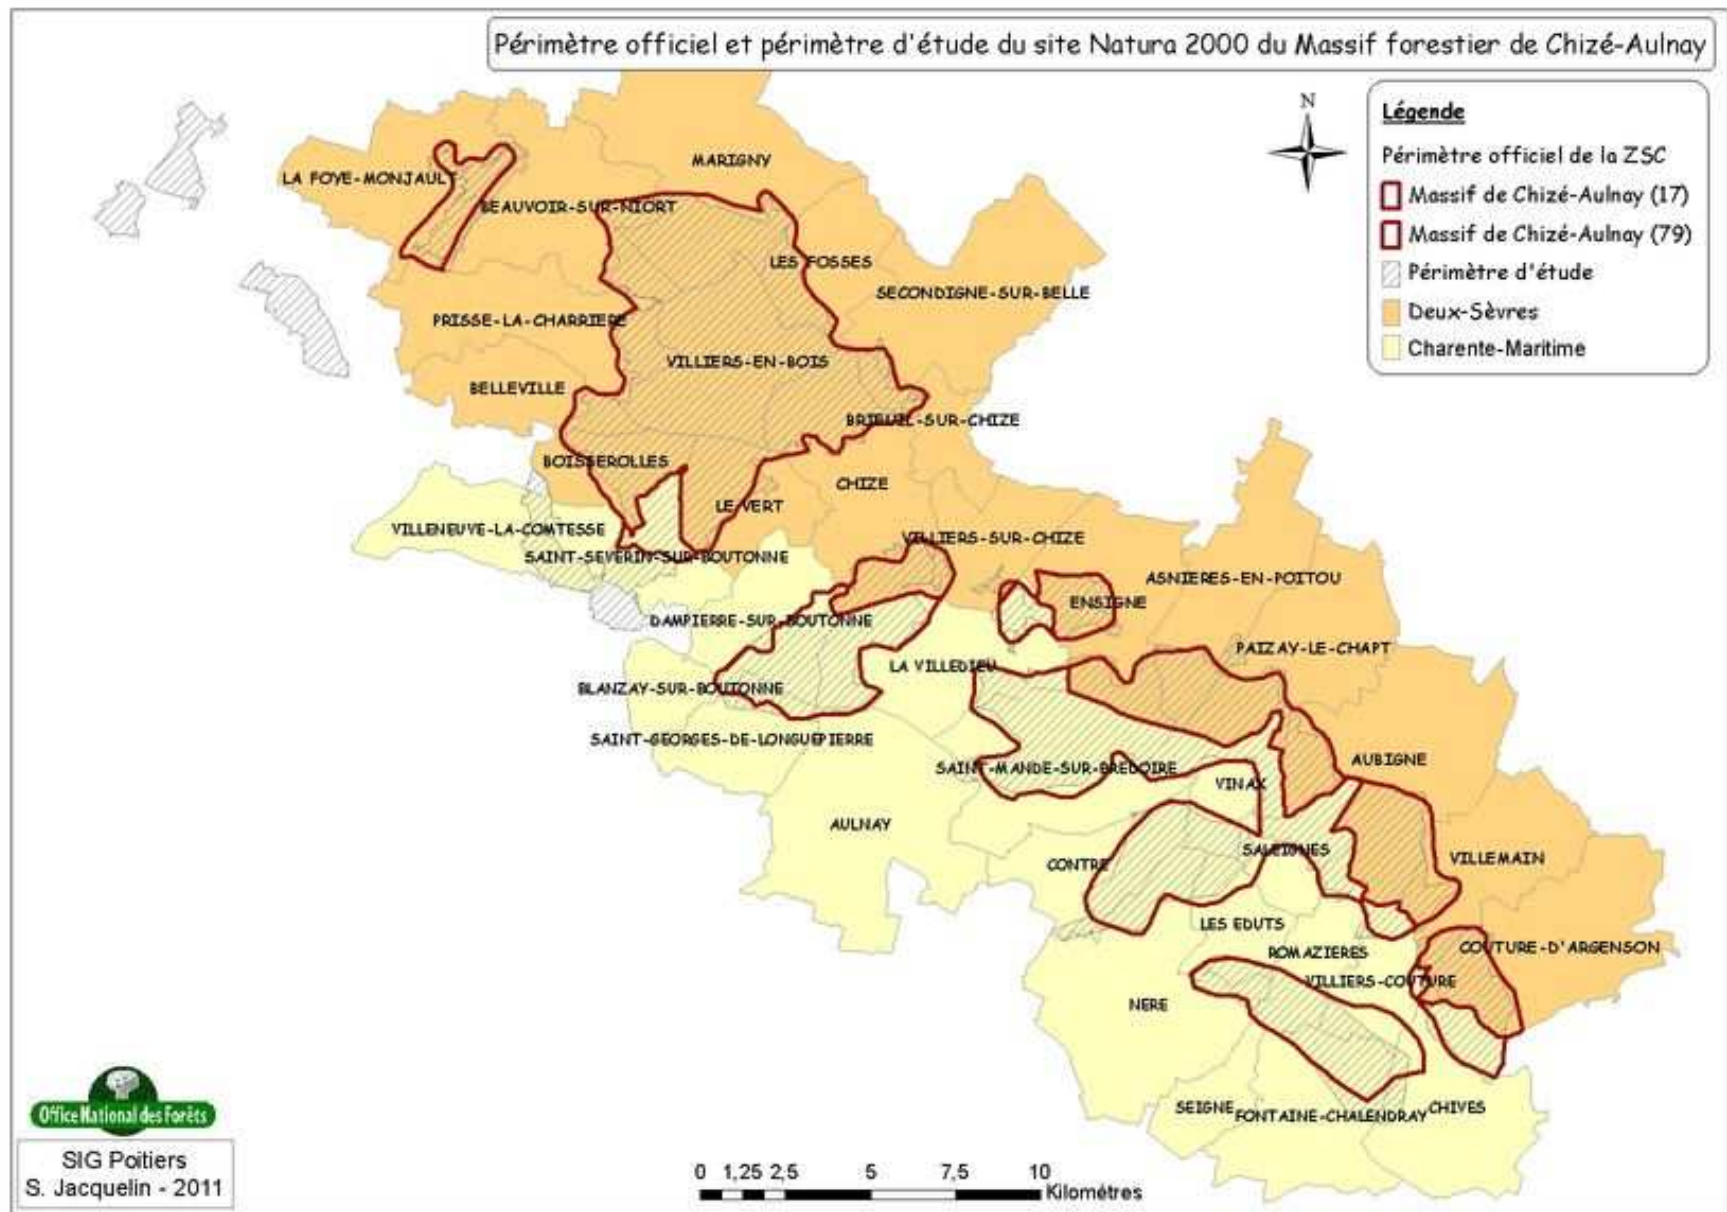 Périmètre officiel et périmètre d'étude du site Natura 2000 du Massif forestier de Chizé-Aulnay
N
Légende
Périmètre officiel de la ZSC
Massif de Chizé-Aulnay (17)
Massif de Chizé-Aulnay (79)
Périmètre d'étude
Deux-Sèvres
Charente-Maritime
MARIGNY
LA FOYE-MONJAULT
BEAUVOIR-SUR-NIORT
LES FOSSES
SECONDIGNE-SUR-BELLE
PRISSE-LA-CHARRIERE
VILLIERS-EN-BOIS
BELLEVILLE
BRIEUIL-SUR-CHIZE
BOISSEROLLES
CHIZE
LE VERT
VILLENEUVE-LA-COMTESSE
VILLIERS-SUR-CHIZE
SAINT-SEVERIN-SUR-BOUTONNE
ASNIERES-EN-POITOU
ENSIGNE
DAMPIERRE-SUR-BOUTONNE
PAIZAY-LE-CHAPT
LA VILLEDIEU
BLANZAY-SUR-BOUTONNE
SAINT-GEORGES-DE-LONGUEPIERRE
AUBIGNE
SAINT-MANDE-SUR-BREDOIRE
VINAX
AULNAY
SALEIGNES
VILLEMAIN
CONTRE
LES EDUTS
COUTURE-D'ARGENSON
ROMAZIERES
VILLIERS-COUTURE
NERE
SEIGNE
FONTAINE-CHALENDRAY
CHIVES
Office National des Forêts
SIG Poitiers
S. Jacquelin - 2011
0 1,25 2,5 5 7,5 10
Kilométres